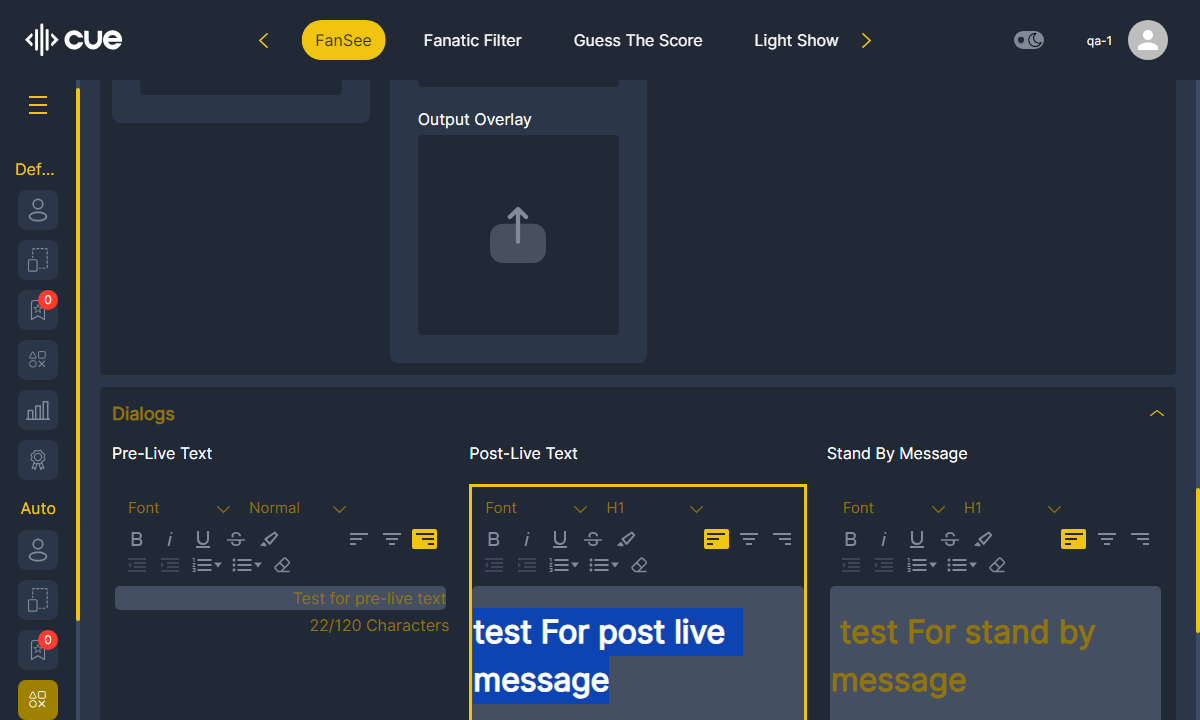 cue
FanSee
Fanatic Filter
Guess The Score
Light Show
qa-1
Def...
0
Auto
0
Output Overlay
Dialogs
Pre-Live Text
Post-Live Text
Stand By Message
Font
Normal
Font
H1
Font
H1
Test for pre-live text
22/120 Characters
test For post live
message
test For stand by
message